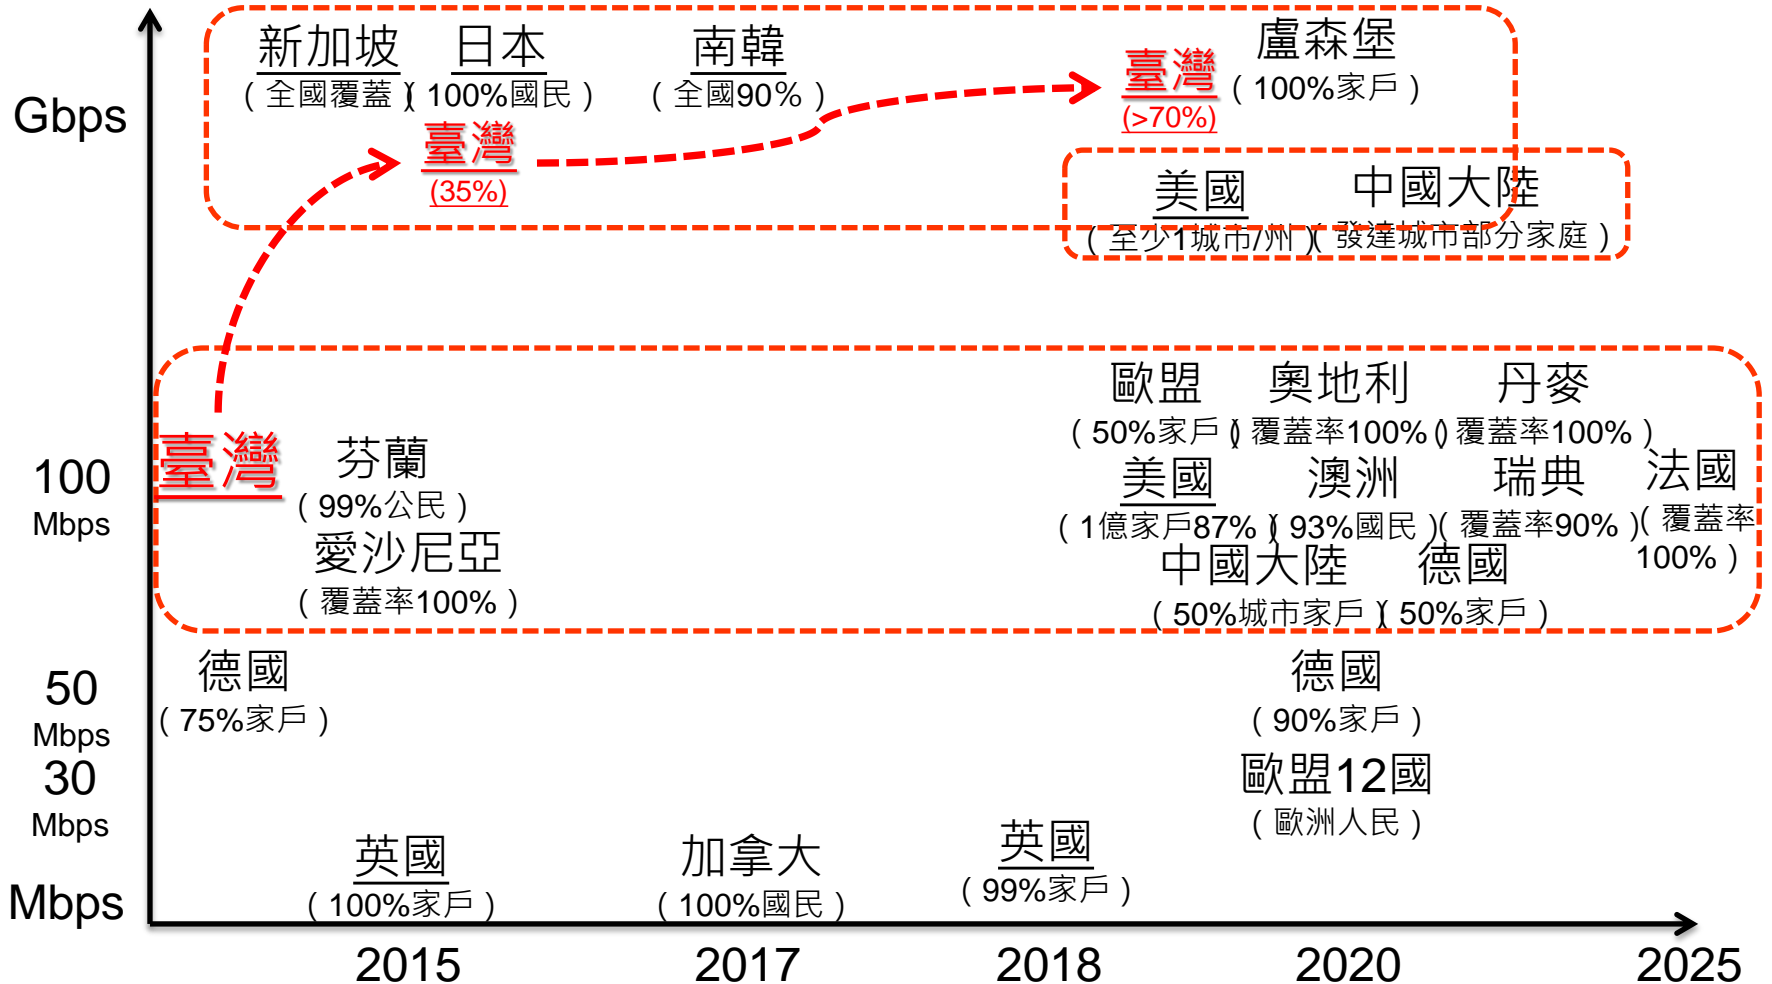 Gbps
新加坡
(全國覆蓋)
日本
(100%國民)
南韓
(全國90%)
臺灣
(>70%)
盧森堡
(100%家戶)
臺灣
(35%)
美國
(至少1城市/州)
中國大陸
(發達城市部分家庭)
100
Mbps
臺灣
芬蘭
(99%公民)
愛沙尼亞
(覆蓋率100%)
歐盟
(50%家戶)
奧地利
(覆蓋率100%)
丹麥
(覆蓋率100%)
美國
(1億家戶87%)
澳洲
(93%國民)
瑞典
(覆蓋率90%)
法國
(覆蓋率
100%)
中國大陸
(50%城市家戶)
德國
(50%家戶)
50
Mbps
德國
(75%家戶)
德國
(90%家戶)
30
Mbps
歐盟12國
(歐洲人民)
Mbps
英國
(100%家戶)
加拿大
(100%國民)
英國
(99%家戶)
2015
2017
2018
2020
2025